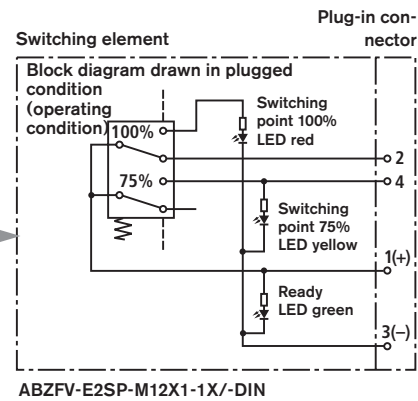 Plug-in con-
nector
Switching element
Block diagram drawn in plugged
condition
(operating
condition)
100%
75%
Switching
point 100%
LED red
2
4
Switching
point 75%
LED yellow
1(+)
Ready
LED green
3(–)
ABZFV-E2SP-M12X1-1X/-DIN